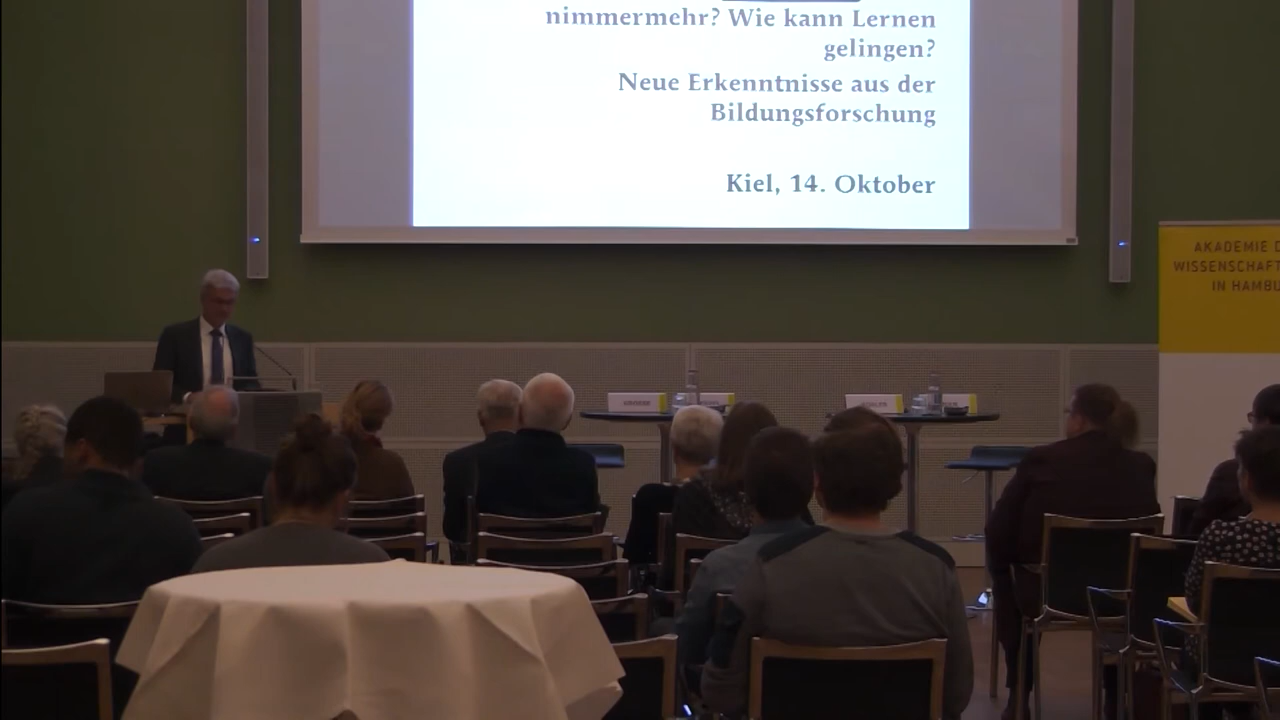 nimmermehr? Wie kann Lernen
gelingen?
Neue Erkenntnisse aus der
Bildungsforschung
Kiel, 14. Oktober
AKADEMIE D
WISSENSCHAFT
IN HAMBU